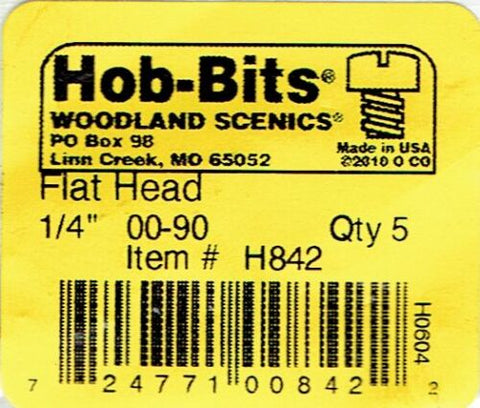 Hob-Bits®
WOODLAND SCENICS®
PO Box 98
Linn Creek, MO 65052
Made in USA
©2010 O CO
Flat Head
1/4" 00-90 Qty 5
Item # H842
H0604
7 24771 00842 2